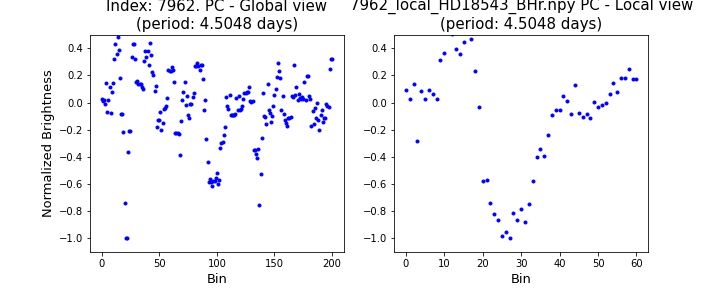 Index: 7962. PC - Global view
(period: 4.5048 days)
7962_local_HD18543_BHr.npy PC - Local view
(period: 4.5048 days)
Normalized Brightness
0.4
0.2
0.0
−0.2
−0.4
−0.6
−0.8
−1.0
0 50 100 150 200
Bin
0.4
0.2
0.0
−0.2
−0.4
−0.6
−0.8
−1.0
0 10 20 30 40 50 60
Bin